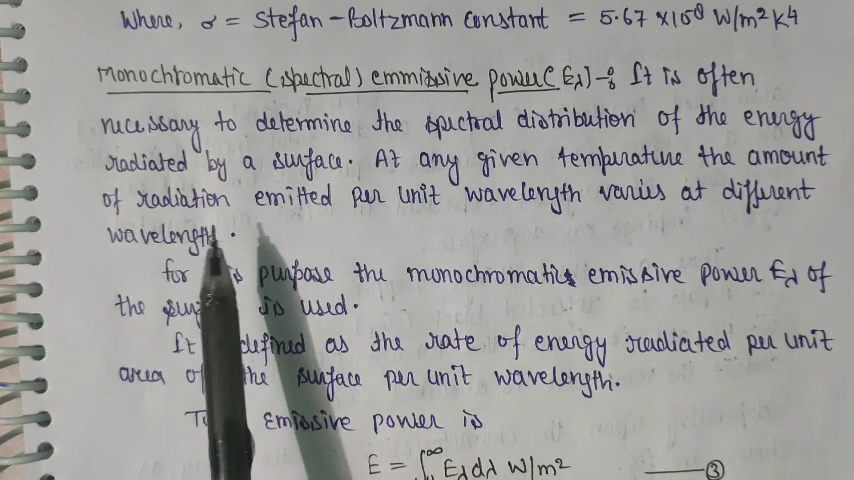 Where, σ = Stefan-Boltzmann constant = 5.67 × 10⁸ W/m² K⁴
Monochromatic (spectral) emmissive power (Eλ) -: It is often
necessary to determine the spectral distribution of the energy
radiated by a surface. At any given temperature the amount
of radiation emitted per unit wavelength varies at different
wavelength.
for purpose the monochromatic emissive power Eλ of
the is used.
It defined as the rate of energy radiated per unit
area of the surface per unit wavelength.
emissive power is
E = ∫₀^∞ Eλ dλ W/m² ——— ③